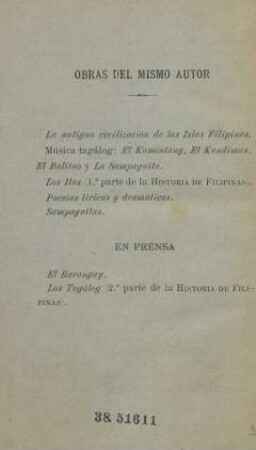 OBRAS DEL MISMO AUTOR
La antigua civilización de las Islas Filipinas.
Música tagálog: El Kumintang, El Kundiman,
El Balitao y La Sampaguita.
Los Itas (1.ª parte de la HISTORIA DE FILIPINAS).
Poesías líricas y dramáticas.
Sampaguitas.
EN PRENSA
El Barangay.
Los Tagálog (2.ª parte de la HISTORIA DE FILI-
PINAS).
38.51611